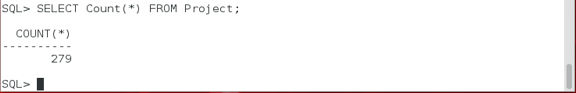 SQL> SELECT Count(*) FROM Project;
COUNT(*)
----------
279
SQL>